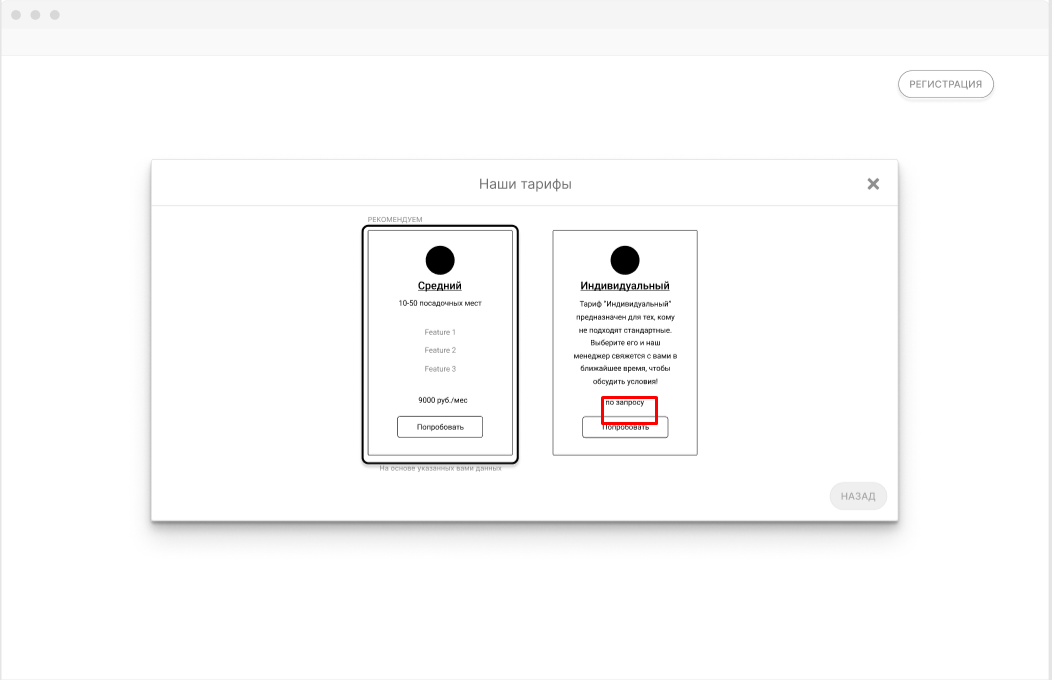 РЕГИСТРАЦИЯ
Наши тарифы
РЕКОМЕНДУЕМ
Средний
10-50 посадочных мест
Feature 1
Feature 2
Feature 3
9000 руб./мес
Попробовать
На основе указанных вами данных
Индивидуальный
Тариф "Индивидуальный"
предназначен для тех, кому
не подходят стандартные.
Выберите его и наш
менеджер свяжется с вами в
ближайшее время, чтобы
обсудить условия!
по запросу
Попробовать
НАЗАД